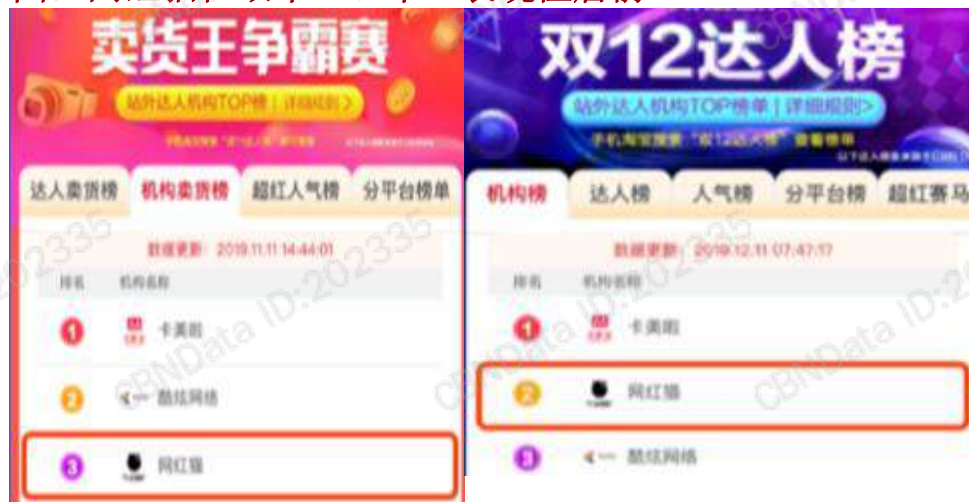 卖货王争霸赛
站外达人机构TOP榜 | 详细规则>
达人卖货榜 机构卖货榜 超红人气榜 分平台榜单
数据更新: 2019.11.11 14:44:01
排名 机构名称
1 卡美啦
2 酷炫网络
3 网红猫
双12达人榜
站外达人机构TOP榜单 | 详细规则>
手机淘宝搜索“双12达人榜”查看榜单
机构榜 达人榜 人气榜 分平台榜 超红赛马
数据更新: 2019.12.11 07:47:17
排名 机构名称
1 卡美啦
2 网红猫
3 酷炫网络
CBNData ID:202335